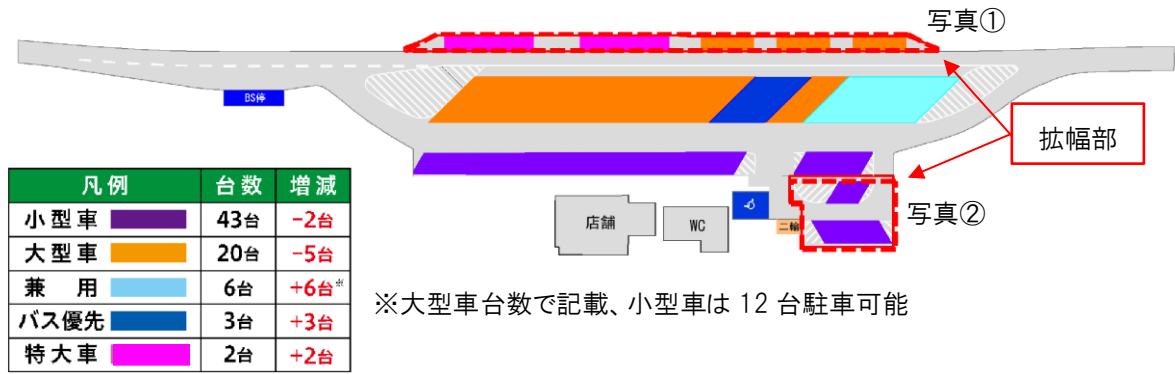 写真①
BS停
拡幅部
凡例 台数 増減
小型車 43台 -2台
大型車 20台 -5台
兼用 6台 +6台※
バス優先 3台 +3台
特大車 2台 +2台
店舗
WC
二輪
写真②
※大型車台数で記載、小型車は 12 台駐車可能